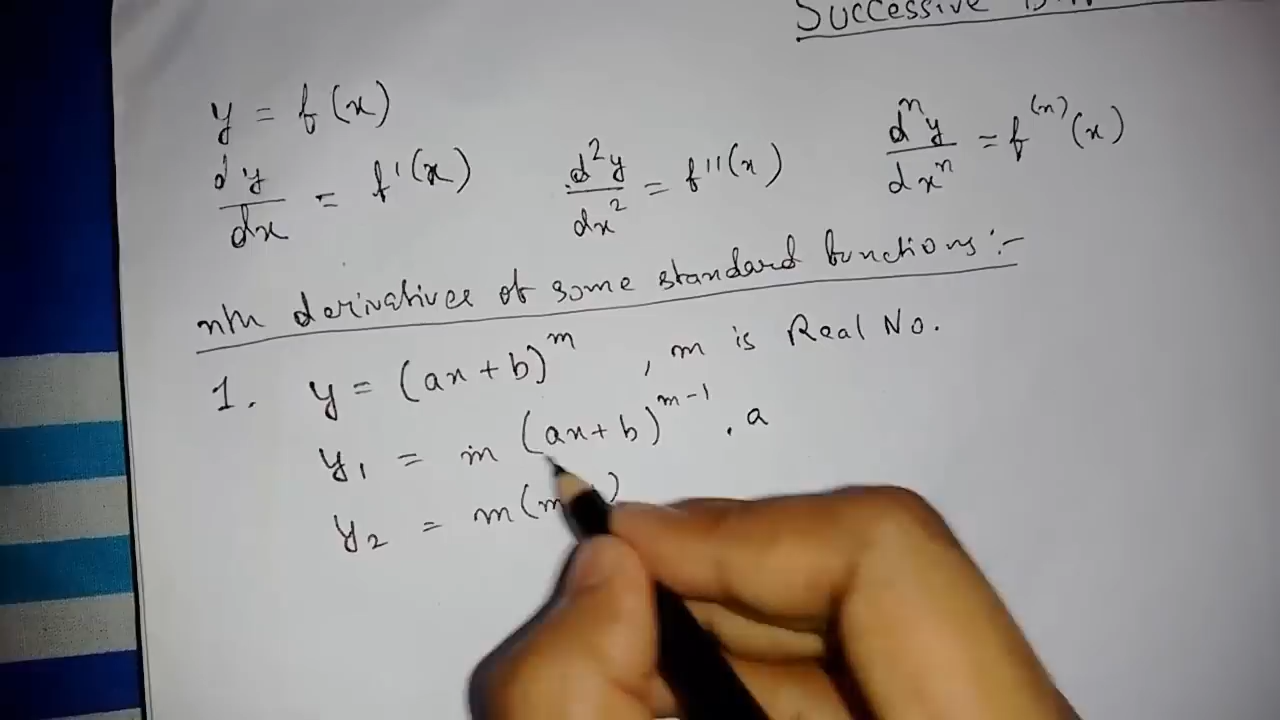 Successive
y = f(x)
dy/dx = f'(x) d²y/dx² = f''(x) dⁿy/dxⁿ = f⁽ⁿ⁾(x)
nth derivatives of some standard functions :-
1. y = (ax + b)^m , m is Real No.
y₁ = m (ax + b)^(m-1) . a
y₂ = m(m